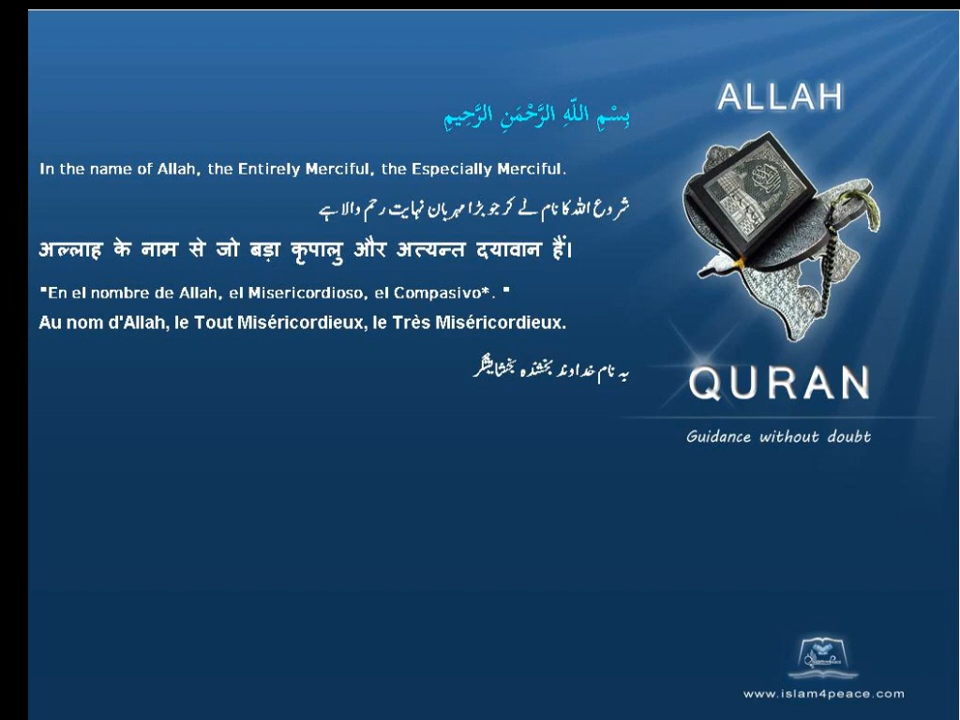 بِسْمِ اللَّهِ الرَّحْمَنِ الرَّحِيمِ
In the name of Allah, the Entirely Merciful, the Especially Merciful.
شروع اللہ کا نام لے کر جو بڑا مہربان نہایت رحم والا ہے
अल्लाह के नाम से जो बड़ा कृपालु और अत्यन्त दयावान हैं।
"En el nombre de Allah, el Misericordioso, el Compasivo*. "
Au nom d'Allah, le Tout Miséricordieux, le Très Miséricordieux.
به نام خداوند بخشنده بخشایشگر
ALLAH
QURAN
Guidance without doubt
www.islam4peace.com